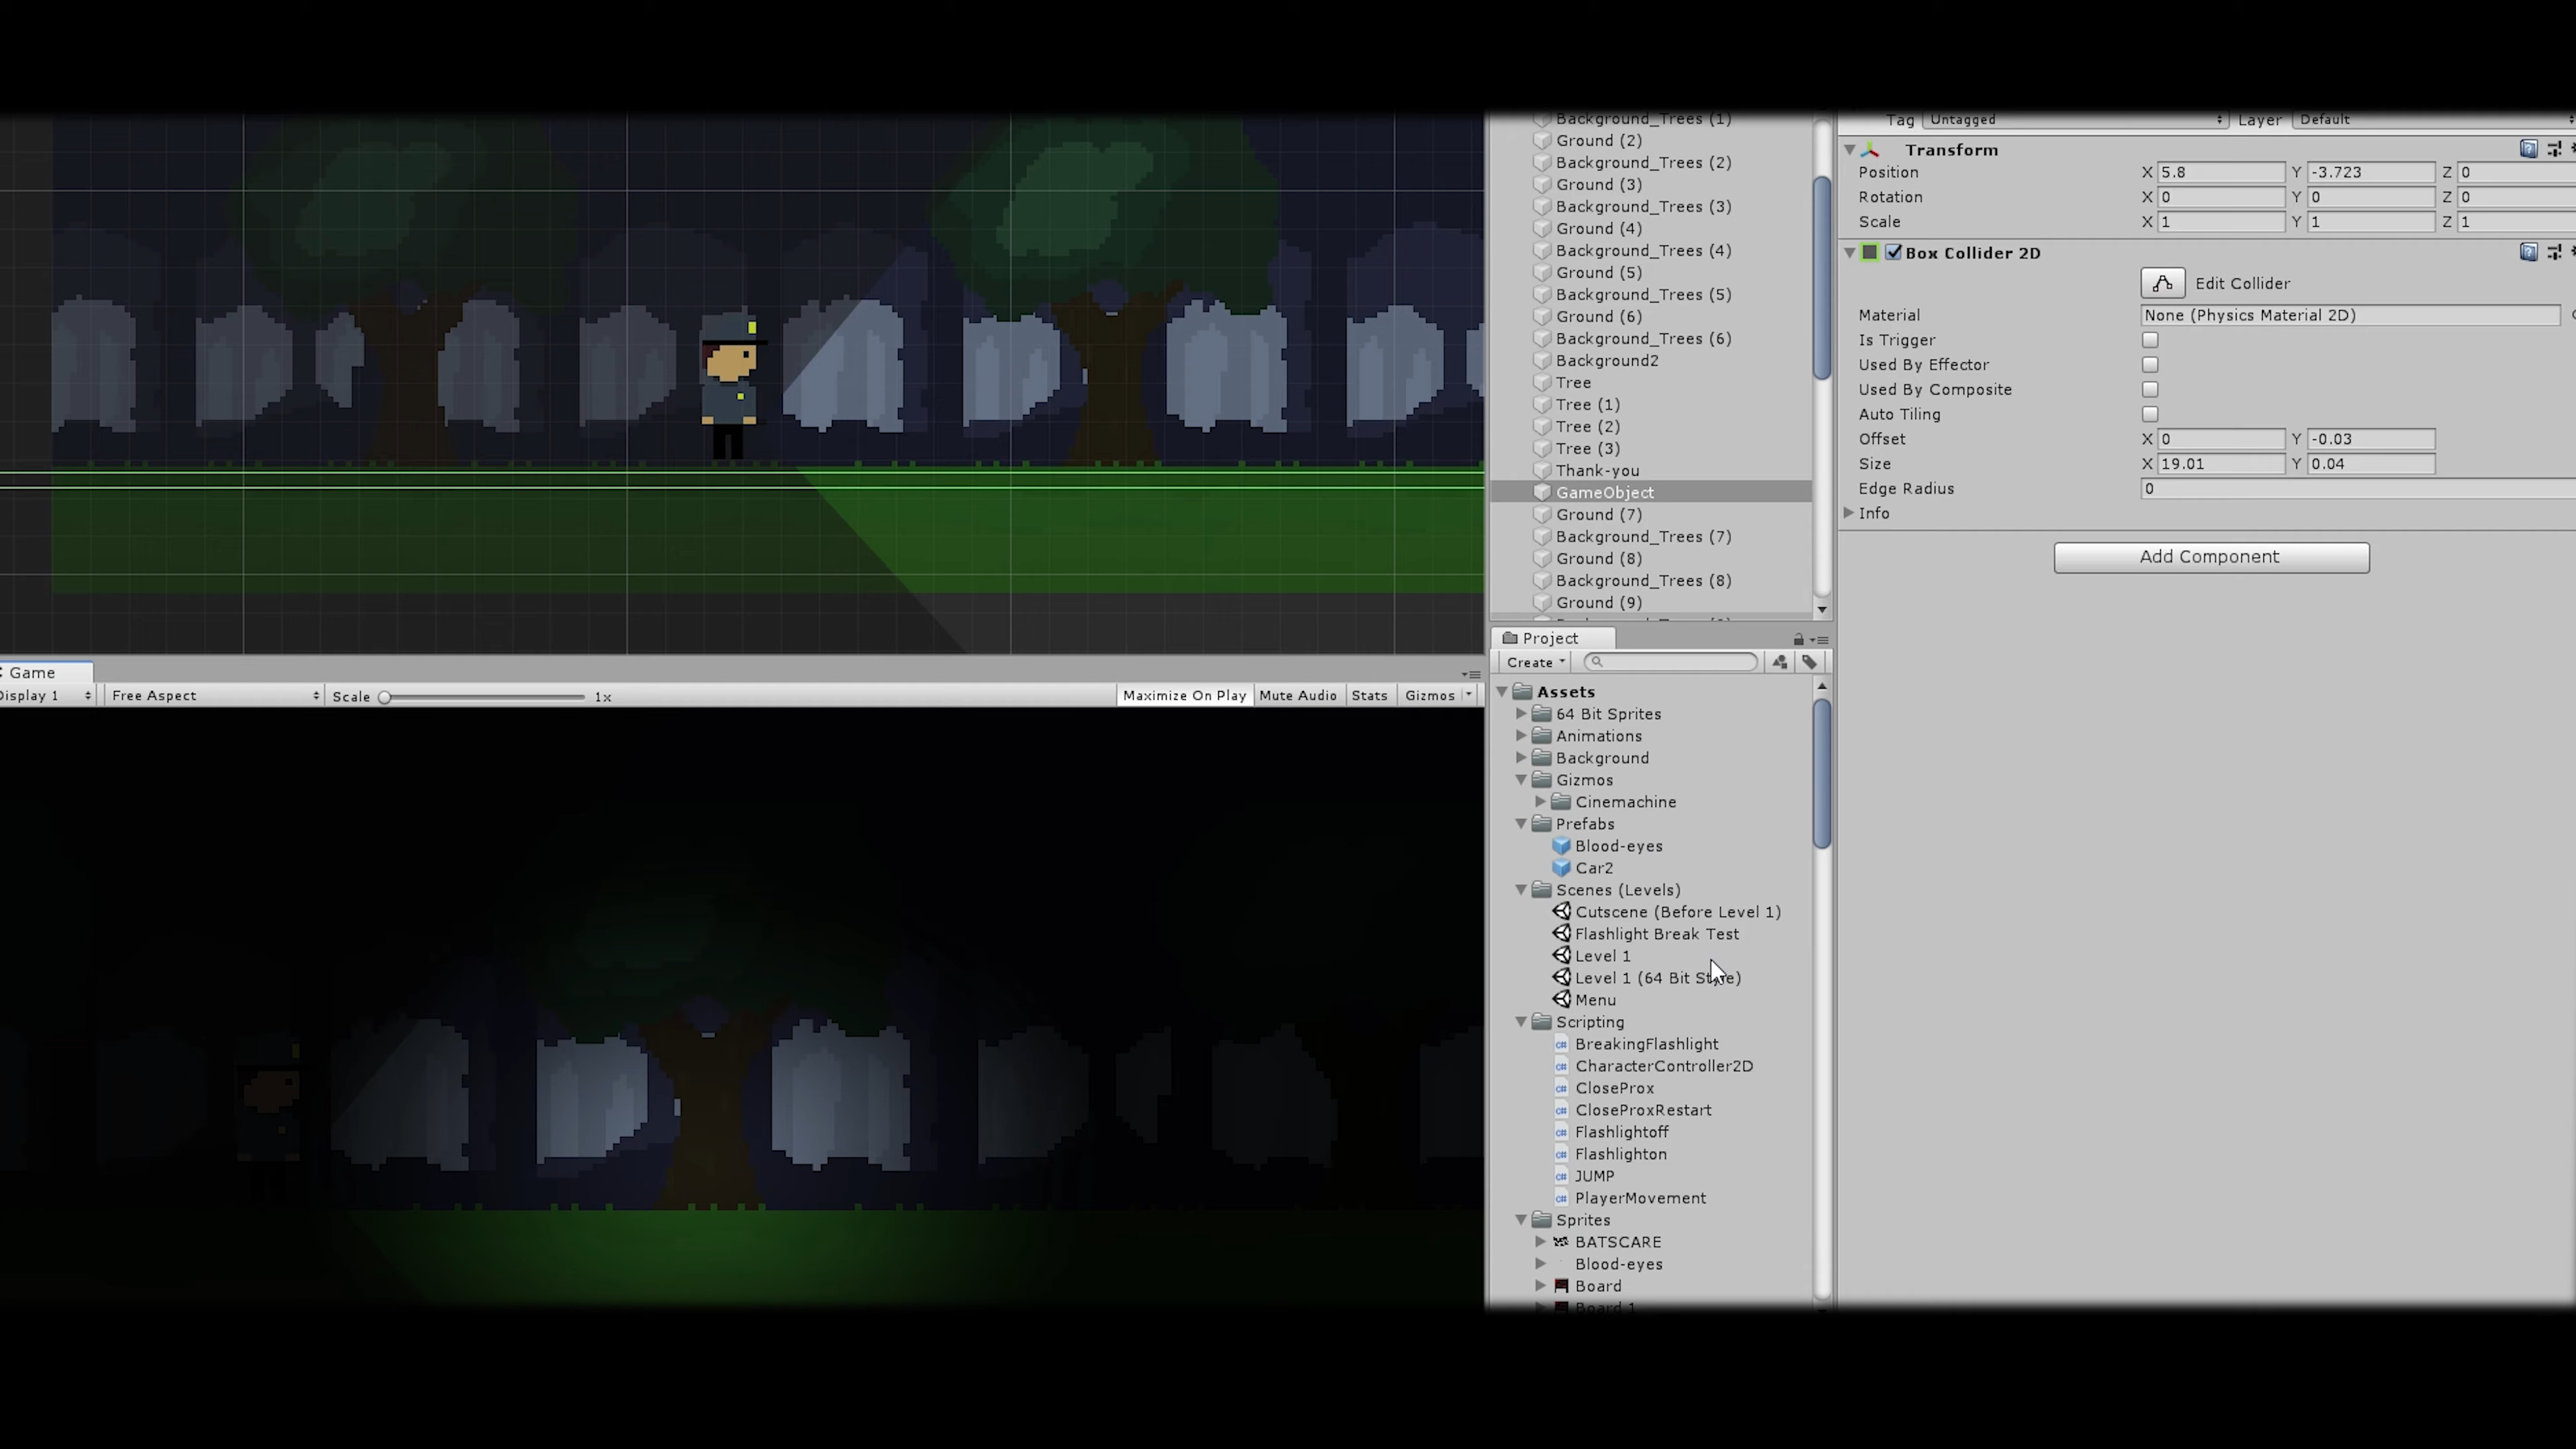 Background_Trees (1)
Ground (2)
Background_Trees (2)
Ground (3)
Background_Trees (3)
Ground (4)
Background_Trees (4)
Ground (5)
Background_Trees (5)
Ground (6)
Background_Trees (6)
Background2
Tree
Tree (1)
Tree (2)
Tree (3)
Thank-you
GameObject
Ground (7)
Background_Trees (7)
Ground (8)
Background_Trees (8)
Ground (9)
Tag Untagged Layer Default
Transform
Position X 5.8 Y -3.723 Z 0
Rotation X 0 Y 0 Z 0
Scale X 1 Y 1 Z 1
Box Collider 2D
Edit Collider
Material None (Physics Material 2D)
Is Trigger
Used By Effector
Used By Composite
Auto Tiling
Offset X 0 Y -0.03
Size X 19.01 Y 0.04
Edge Radius 0
Info
Add Component
Game
Display 1 Free Aspect Scale 1x Maximize On Play Mute Audio Stats Gizmos
Project
Create
Assets
64 Bit Sprites
Animations
Background
Gizmos
Cinemachine
Prefabs
Blood-eyes
Car2
Scenes (Levels)
Cutscene (Before Level 1)
Flashlight Break Test
Level 1
Level 1 (64 Bit
Menu
Scripting
BreakingFlashlight
CharacterController2D
CloseProx
CloseProxRestart
Flashlightoff
Flashlighton
JUMP
PlayerMovement
Sprites
BATSCARE
Blood-eyes
Board
Board 1